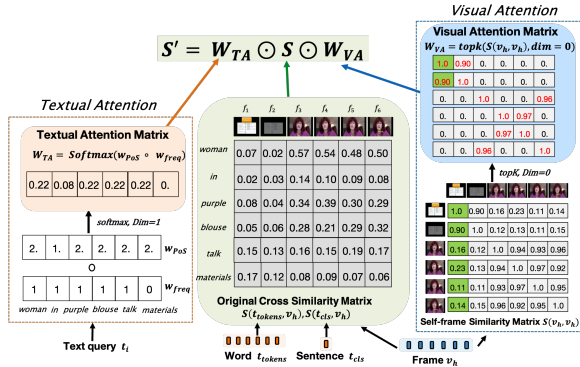 Visual Attention
Visual Attention Matrix
W_VA = topk(S(v_h, v_h), dim = 0)
1.0 0.90 0. 0. 0. 0.
0.90 1.0 0. 0. 0. 0.
0. 0. 1.0 0. 0. 0.96
0. 0. 0. 1.0 0.97 0.
0. 0. 0. 0.97 1.0 0.
0. 0. 0.96 0. 0. 1.0
S' = W_TA ⊙ S ⊙ W_VA
Textual Attention
Textual Attention Matrix
W_TA = Softmax(w_PoS ∘ w_freq)
0.22 0.08 0.22 0.22 0.22 0.
softmax, Dim=1
2. 1. 2. 2. 2. 2. w_PoS
O
1 1 1 1 1 0 w_freq
woman in purple blouse talk materials
Text query t_i
f_1 f_2 f_3 f_4 f_5 f_6
woman 0.07 0.02 0.57 0.54 0.48 0.50
in 0.02 0.03 0.14 0.10 0.09 0.08
purple 0.08 0.04 0.34 0.39 0.30 0.29
blouse 0.05 0.06 0.28 0.21 0.29 0.32
talk 0.15 0.13 0.19 0.17 0.16 0.17
materials 0.17 0.12 0.08 0.09 0.07 0.06
Original Cross Similarity Matrix
S(t_tokens, v_h), S(t_cls, v_h)
Word t_tokens
Sentence t_cls
Frame v_h
topK, Dim=0
1.0 0.90 0.16 0.23 0.11 0.14
0.90 1.0 0.12 0.13 0.11 0.15
0.16 0.12 1.0 0.94 0.93 0.96
0.23 0.13 0.94 1.0 0.97 0.92
0.11 0.11 0.93 0.97 1.0 0.95
0.14 0.15 0.96 0.92 0.95 1.0
Self-frame Similarity Matrix S(v_h, v_h)